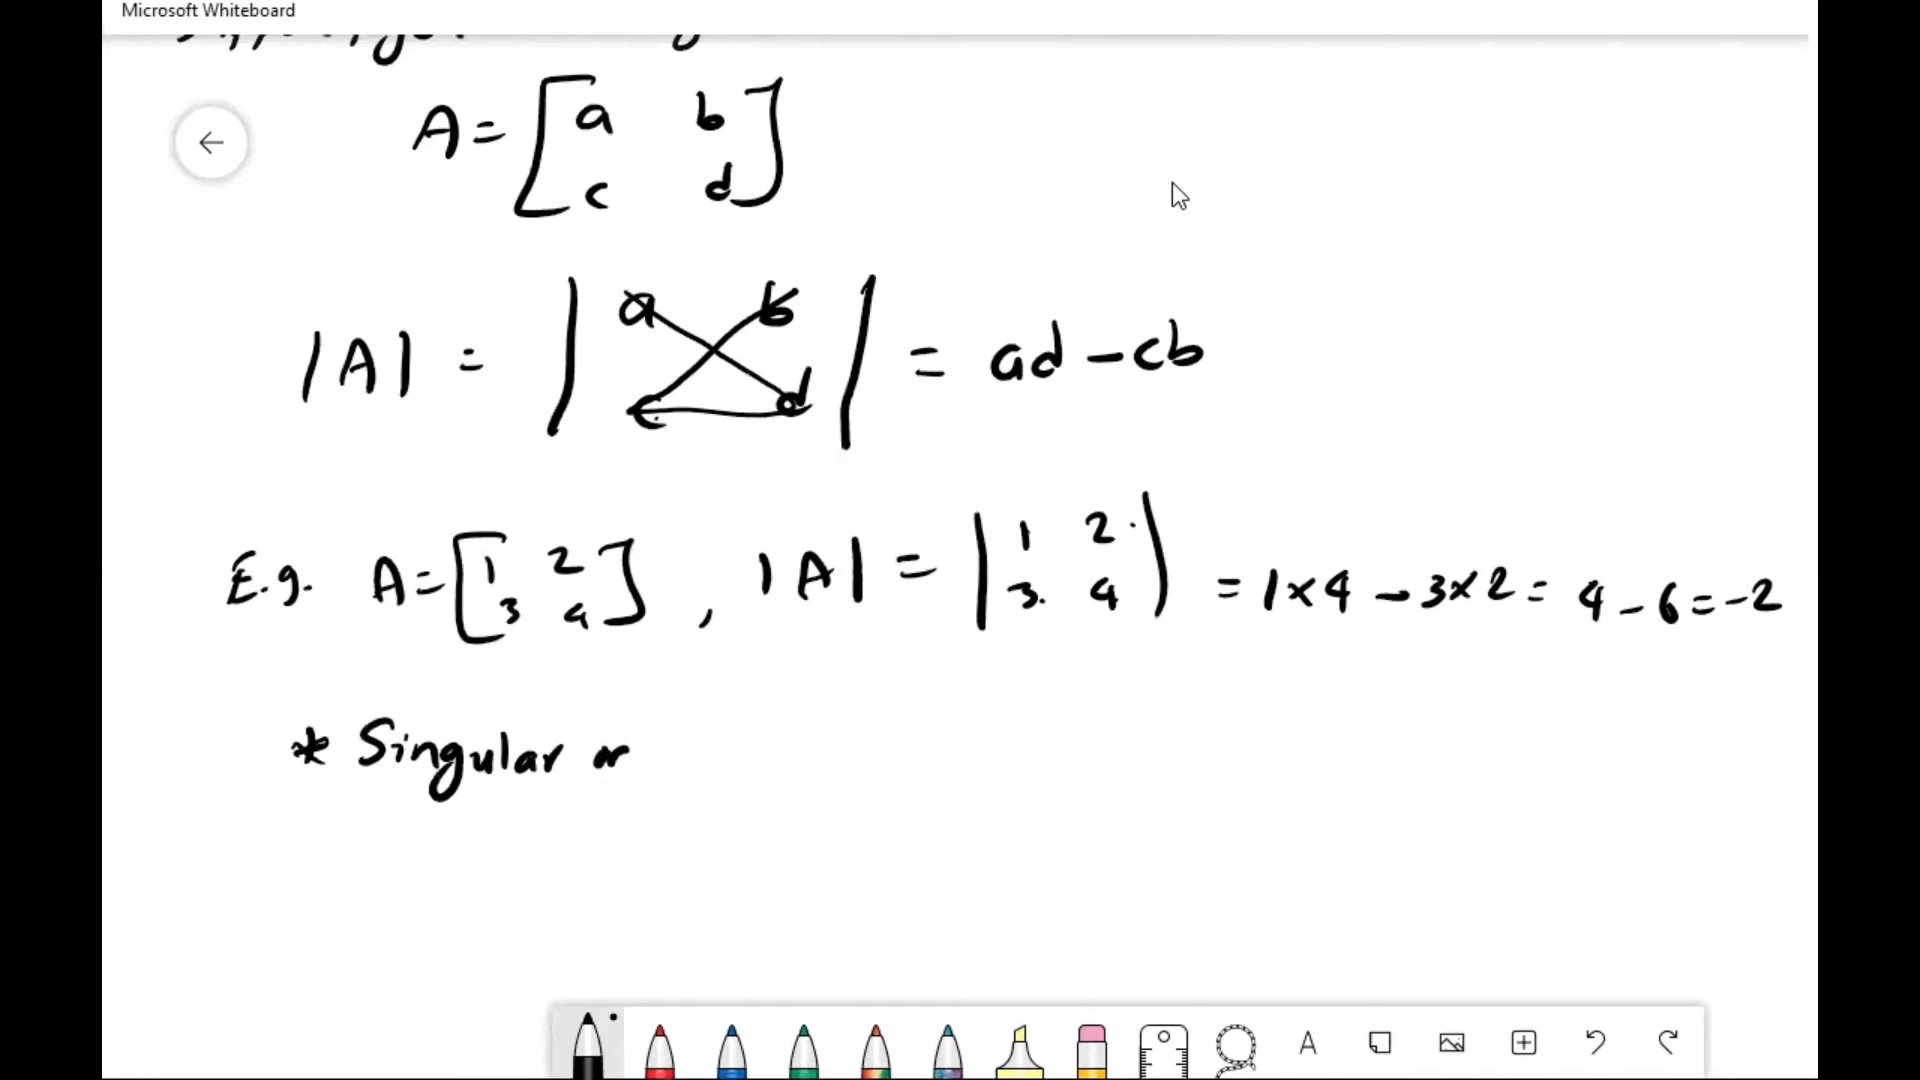 Microsoft Whiteboard
A = [a b
c d]
|A| = |a b
c d| = ad - cb
E.g. A = [1 2
3 4] , |A| = |1 2
3 4| = 1 × 4 - 3 × 2 = 4 - 6 = -2
* Singular or
A